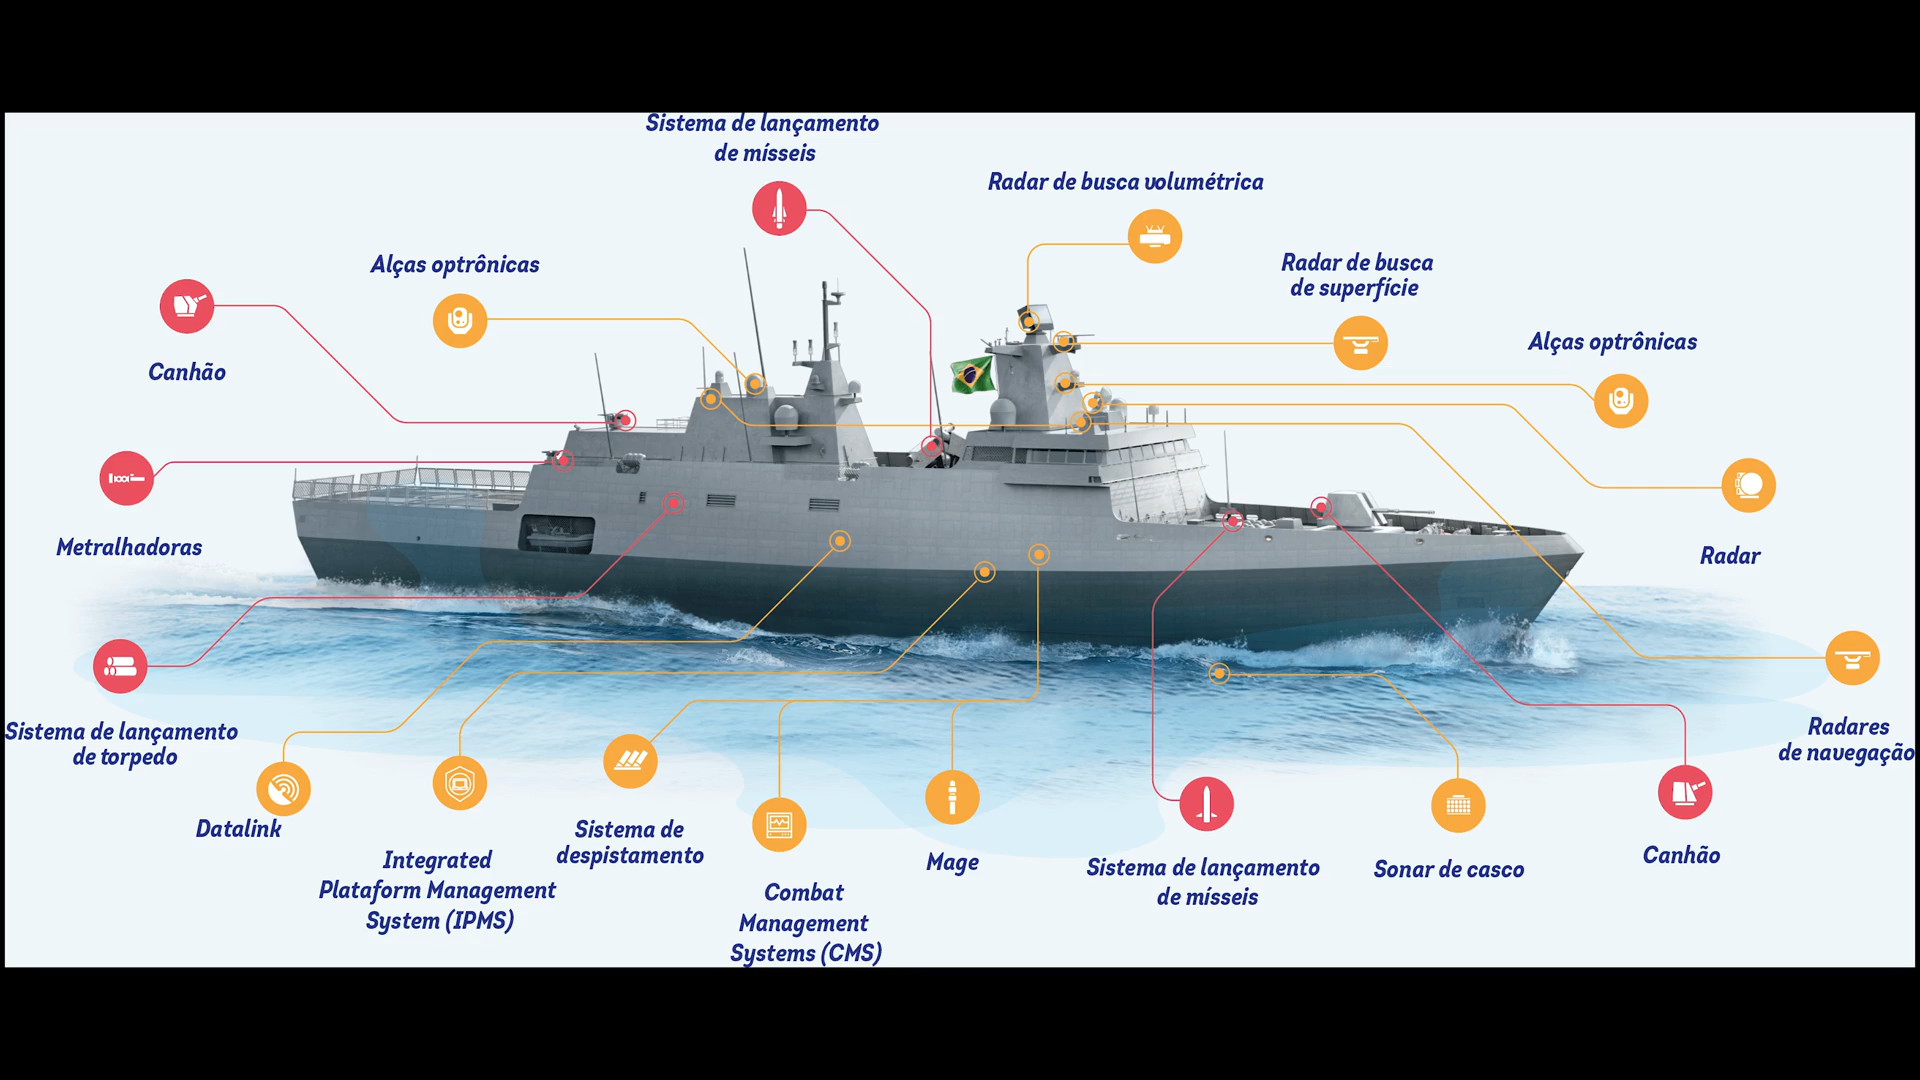 Sistema de lançamento
de mísseis
Radar de busca volumétrica
Alças optrônicas
Radar de busca
de superfície
Canhão
Alças optrônicas
Metralhadoras
Radar
Sistema de lançamento
de torpedo
Radares
de navegação
Datalink
Integrated
Plataform Management
System (IPMS)
Sistema de
despistamento
Combat
Management
Systems (CMS)
Mage
Sistema de lançamento
de mísseis
Sonar de casco
Canhão